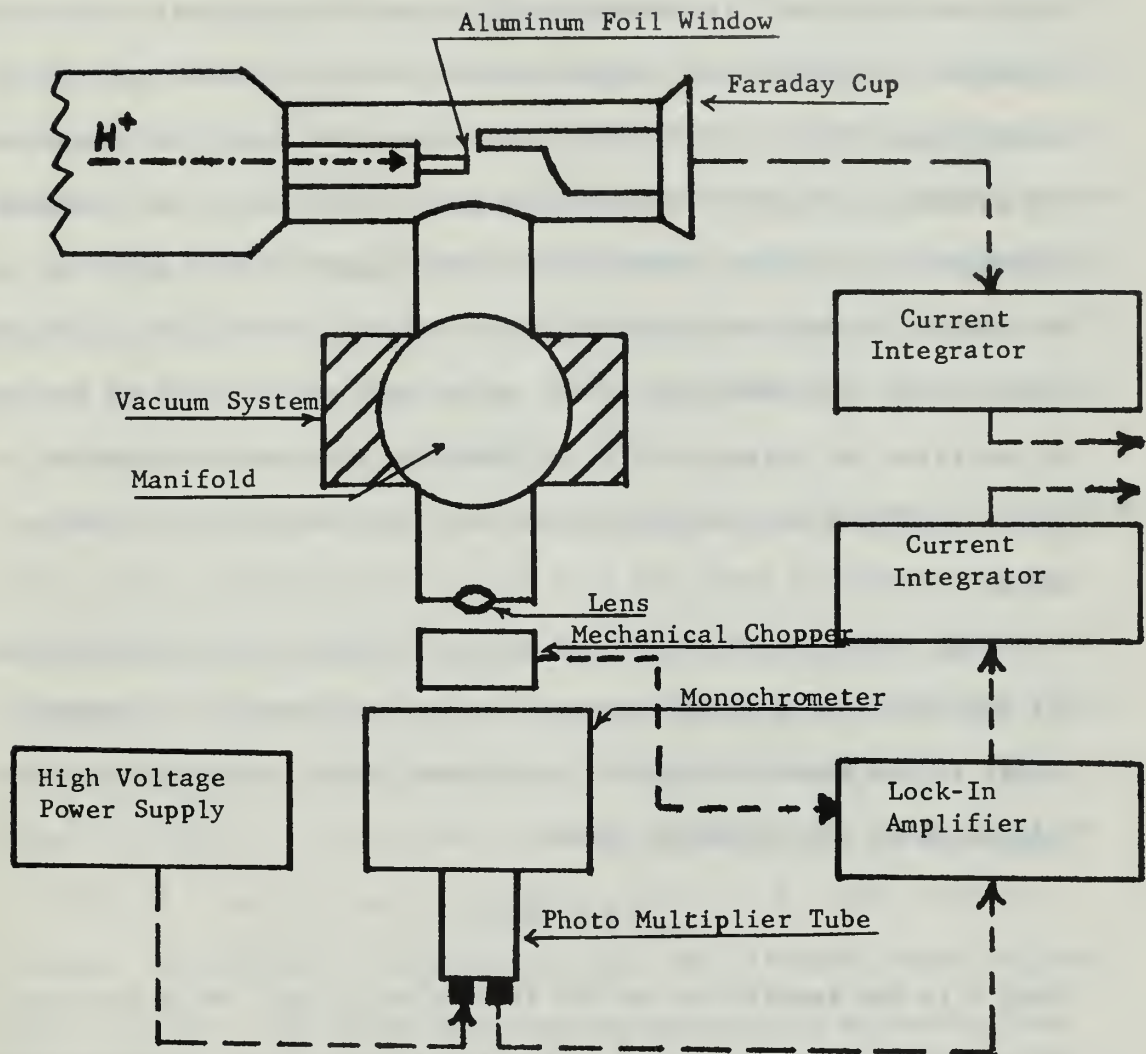 Aluminum Foil Window
Faraday Cup
H+
Current
Integrator
Vacuum System
Manifold
Current
Integrator
Lens
Mechanical Chopper
Monochrometer
High Voltage
Power Supply
Lock-In
Amplifier
Photo Multiplier Tube